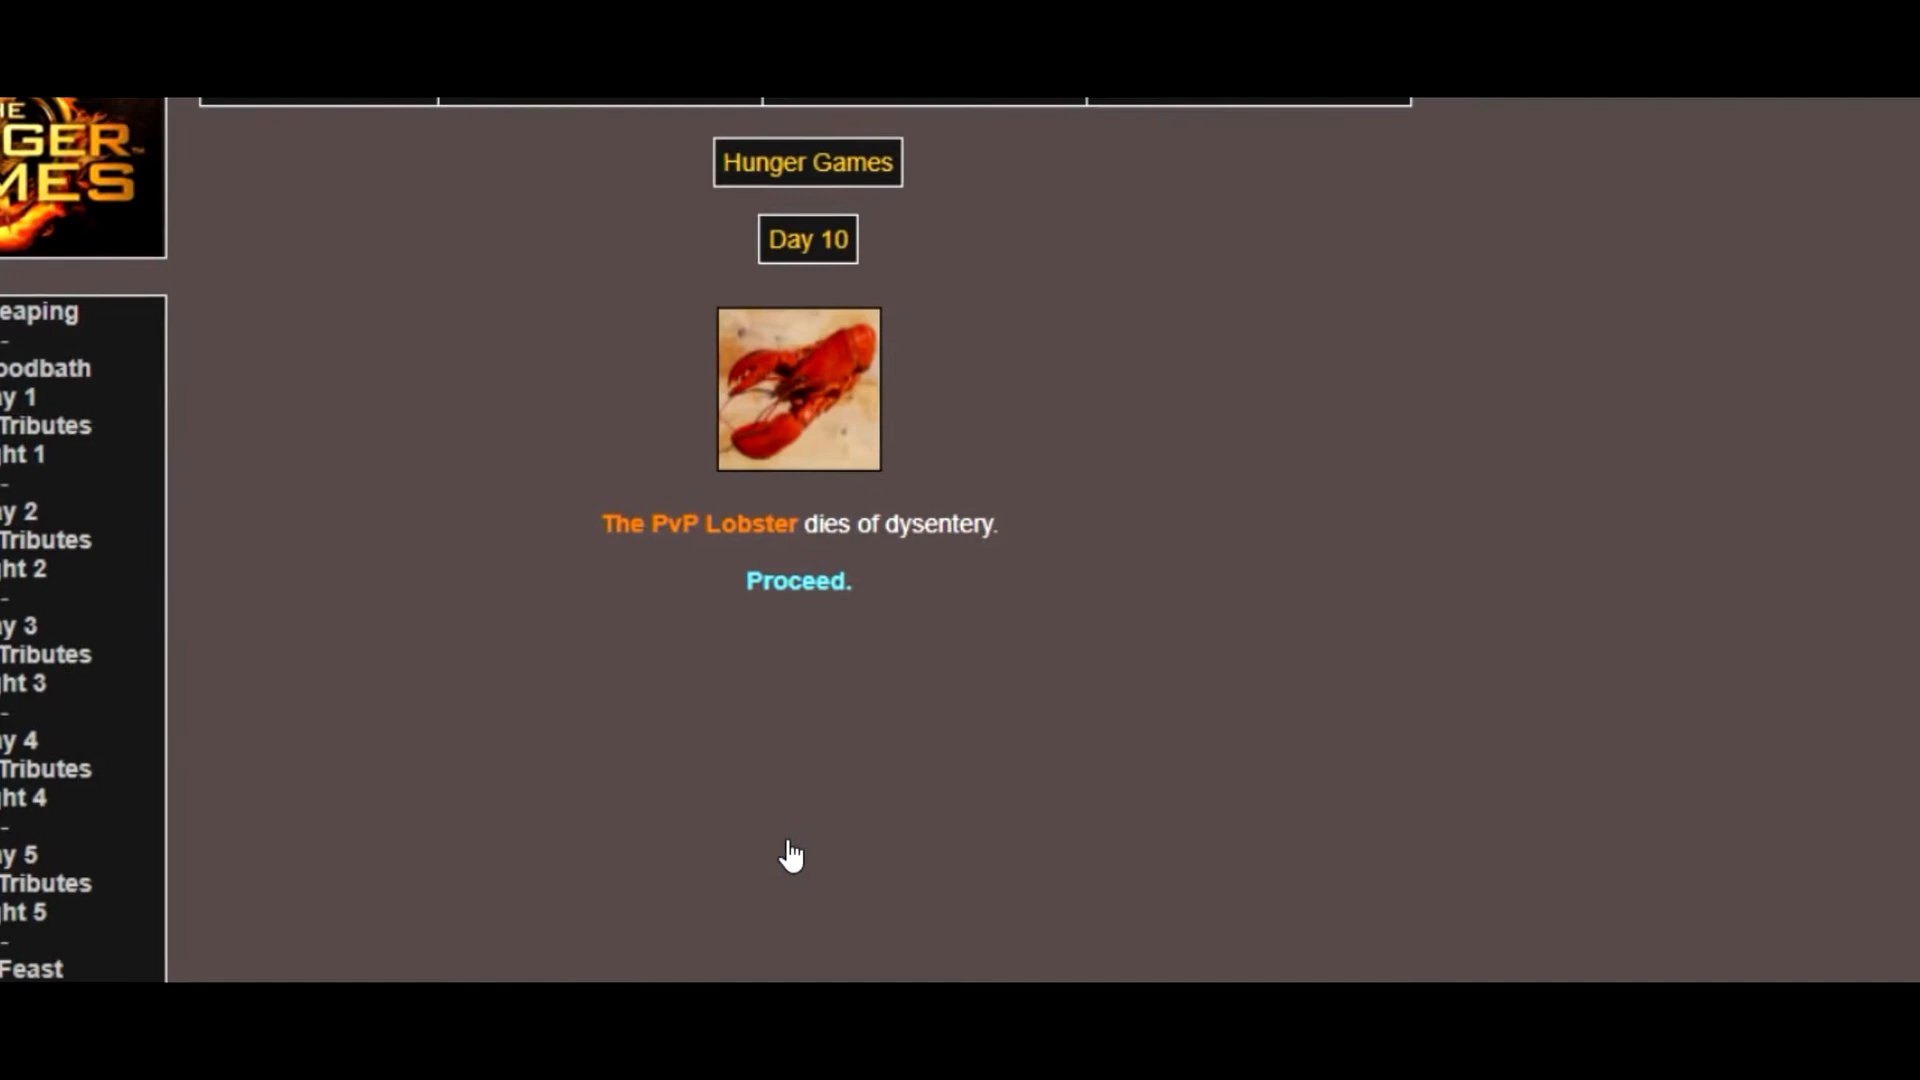 HE
GER
MES
Hunger Games
Day 10
The PvP Lobster dies of dysentery.
Proceed.
eaping
-
oodbath
y 1
Tributes
ht 1
-
y 2
Tributes
ht 2
-
y 3
Tributes
ht 3
-
y 4
Tributes
ht 4
-
y 5
Tributes
ht 5
-
Feast